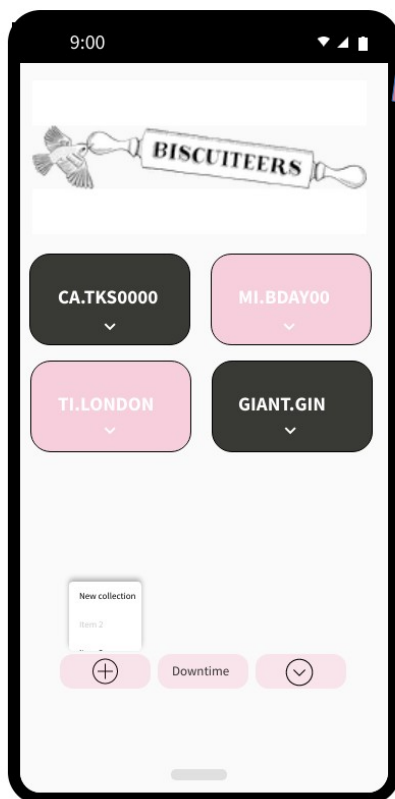 9:00
BISCUITEERS
CA.TKS0000
MI.BDAY00
TI.LONDON
GIANT.GIN
New collection
Item 2
Downtime